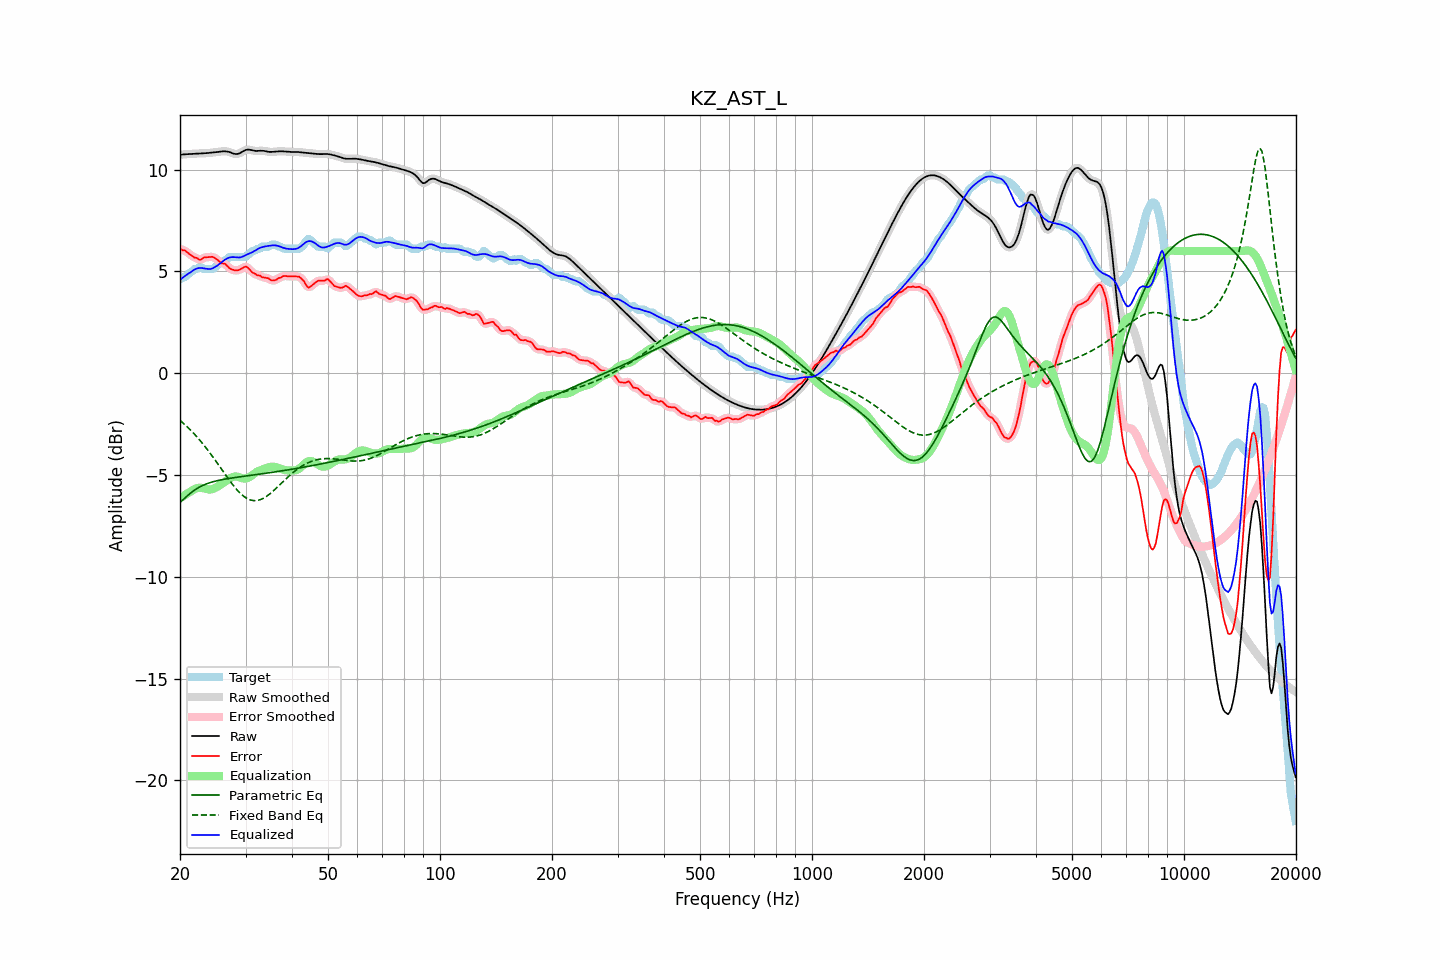 KZ_AST_L
Amplitude (dBr)
10
5
0
−5
−10
−15
−20
Target
Raw Smoothed
Error Smoothed
Raw
Error
Equalization
Parametric Eq
Fixed Band Eq
Equalized
20 50 100 200 500 1000 2000 5000 10000 20000
Frequency (Hz)